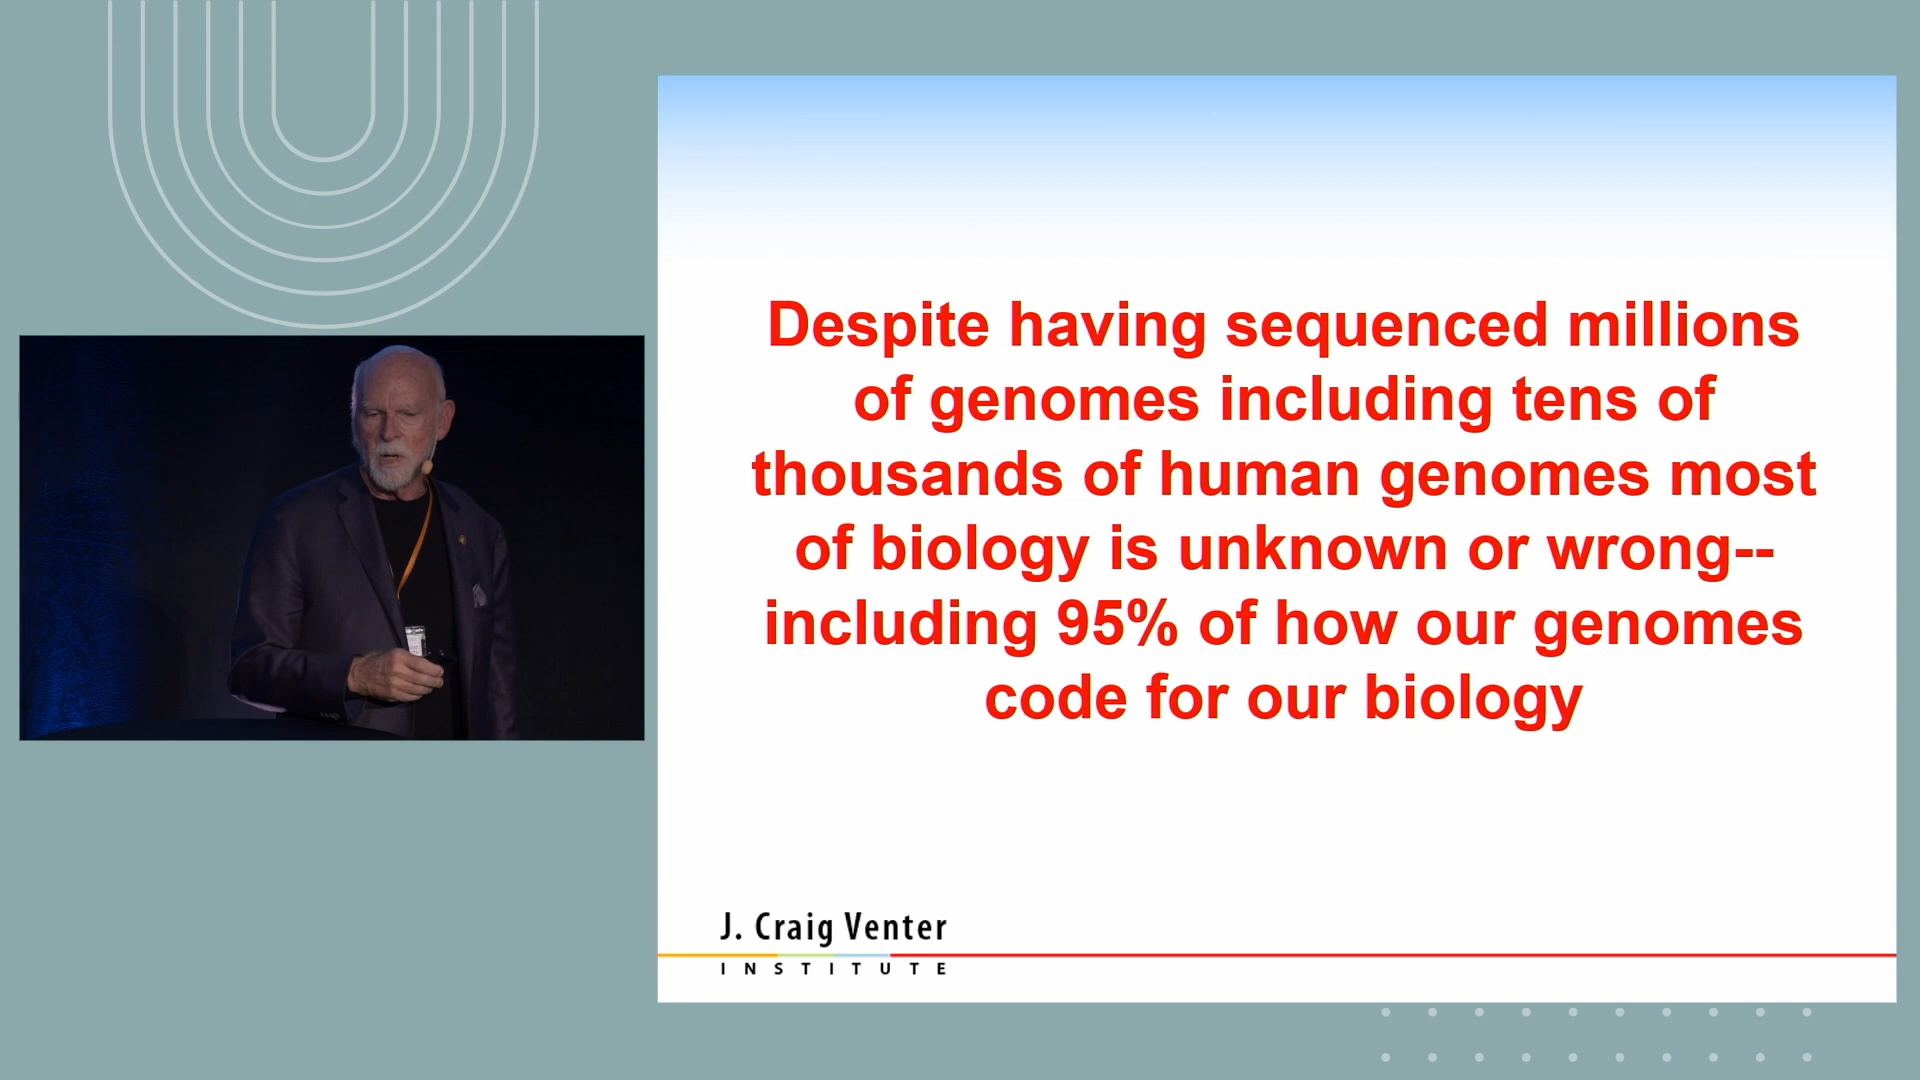 Despite having sequenced millions
of genomes including tens of
thousands of human genomes most
of biology is unknown or wrong--
including 95% of how our genomes
code for our biology
J. Craig Venter
INSTITUTE